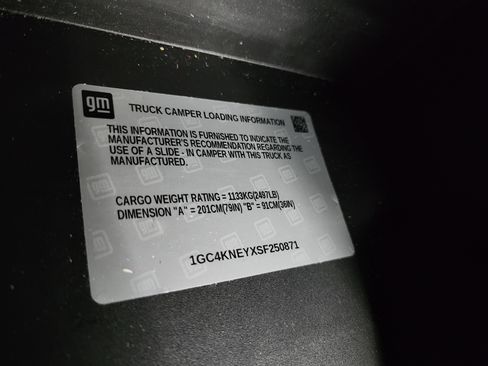 gm
TRUCK CAMPER LOADING INFORMATION
THIS INFORMATION IS FURNISHED TO INDICATE THE
MANUFACTURER'S RECOMMENDATION REGARDING THE
USE OF A SLIDE - IN CAMPER WITH THIS TRUCK AS
MANUFACTURED.
CARGO WEIGHT RATING = 1133KG(2497LB)
DIMENSION "A" = 201CM(79IN) "B" = 91CM(36IN)
1GC4KNEYXSF250871